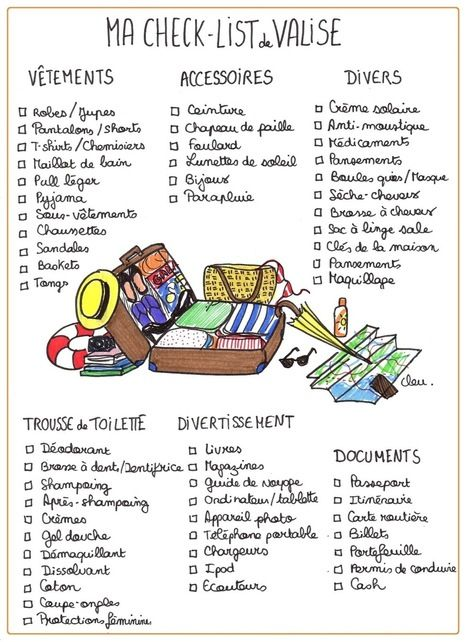 MA CHECK-LIST de VALISE
VÊTEMENTS
Robes/Jupes
Pantalons/Shorts
T-shirts/Chemisiers
Maillot de bain
Pull léger
Pyjama
Sous-vêtements
Chaussettes
Sandales
Baskets
Tongs
ACCESSOIRES
Ceinture
Chapeau de paille
Foulard
Lunettes de soleil
Bijoux
Parapluie
DIVERS
Crème solaire
Anti-moustique
Médicaments
Pansements
Boules quiès/Masque
Sèche-cheveux
Brosse à cheveux
Sac à linge sale
Clés de la maison
Pansements
Maquillage
Cleu.
TROUSSE de TOILETTE
Déodorant
Brosse à dent/Dentifrice
Shampoing
Après-shampoing
Crèmes
Gel douche
Démaquillant
Dissolvant
Coton
Coupe-ongles
Protections féminines
DIVERTISSEMENT
Livres
Magazines
Guide de voyage
Ordinateur/tablette
Appareil photo
Téléphone portable
Chargeurs
Ipod
Ecouteurs
DOCUMENTS
Passeport
Itinéraire
Carte routière
Billets
Portefeuille
Permis de conduire
Cash